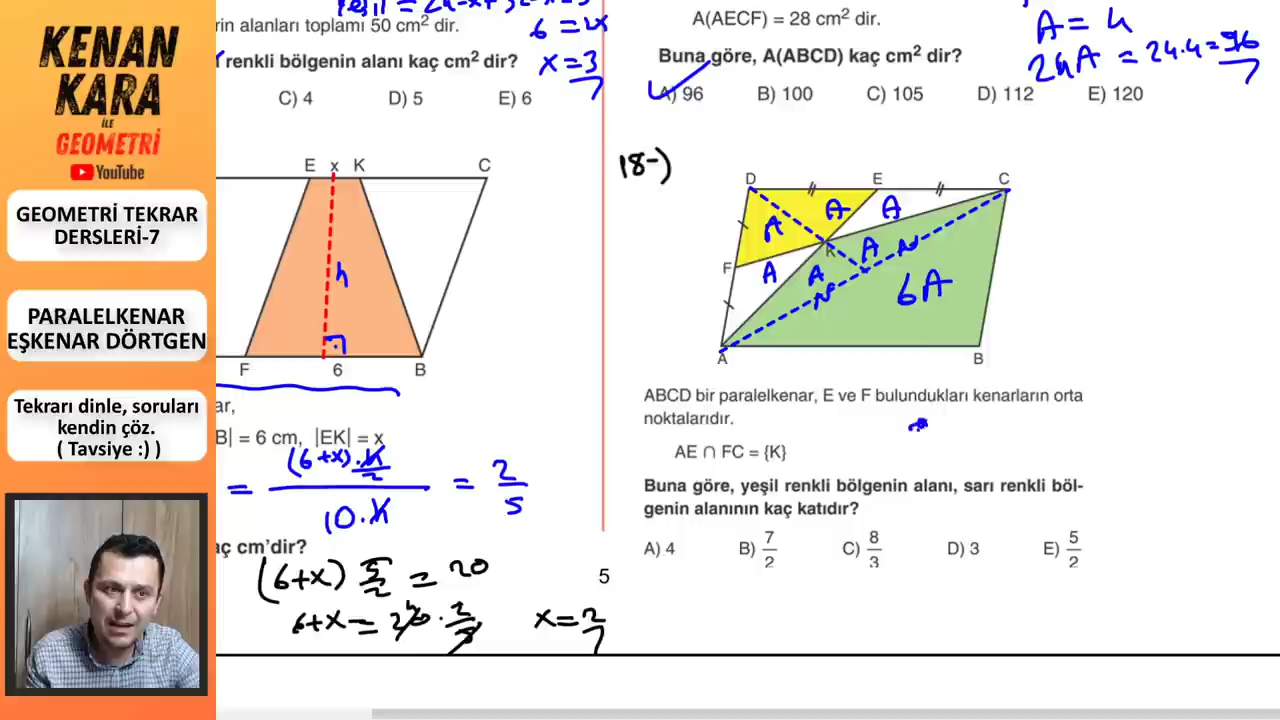 KENAN
KARA
İLE
GEOMETRİ
YouTube
GEOMETRİ TEKRAR
DERSLERİ-7
PARALELKENAR
EŞKENAR DÖRTGEN
Tekrarı dinle, soruları
kendin çöz.
( Tavsiye :) )
rin alanları toplamı 50 cm² dir.
6 = 2x
renkli bölgenin alanı kaç cm² dir?
x = 3
C) 4 D) 5 E) 6
E x K C
h
F 6 B
ar,
B| = 6 cm, |EK| = x
= (6+x).h/2 / 10.h = 2/5
aç cm'dir?
(6+x) 5/2 = 20
6+x = 20 . 2/5 x = 2
5
A(AECF) = 28 cm² dir.
A = 4
Buna göre, A(ABCD) kaç cm² dir?
24A = 24.4 = 96
A) 96 B) 100 C) 105 D) 112 E) 120
18-)
D E C
A A A
K A N
F A A N 6A
A B
ABCD bir paralelkenar, E ve F bulundukları kenarların orta
noktalarıdır.
AE ∩ FC = {K}
Buna göre, yeşil renkli bölgenin alanı, sarı renkli böl-
genin alanının kaç katıdır?
A) 4 B) 7/2 C) 8/3 D) 3 E) 5/2